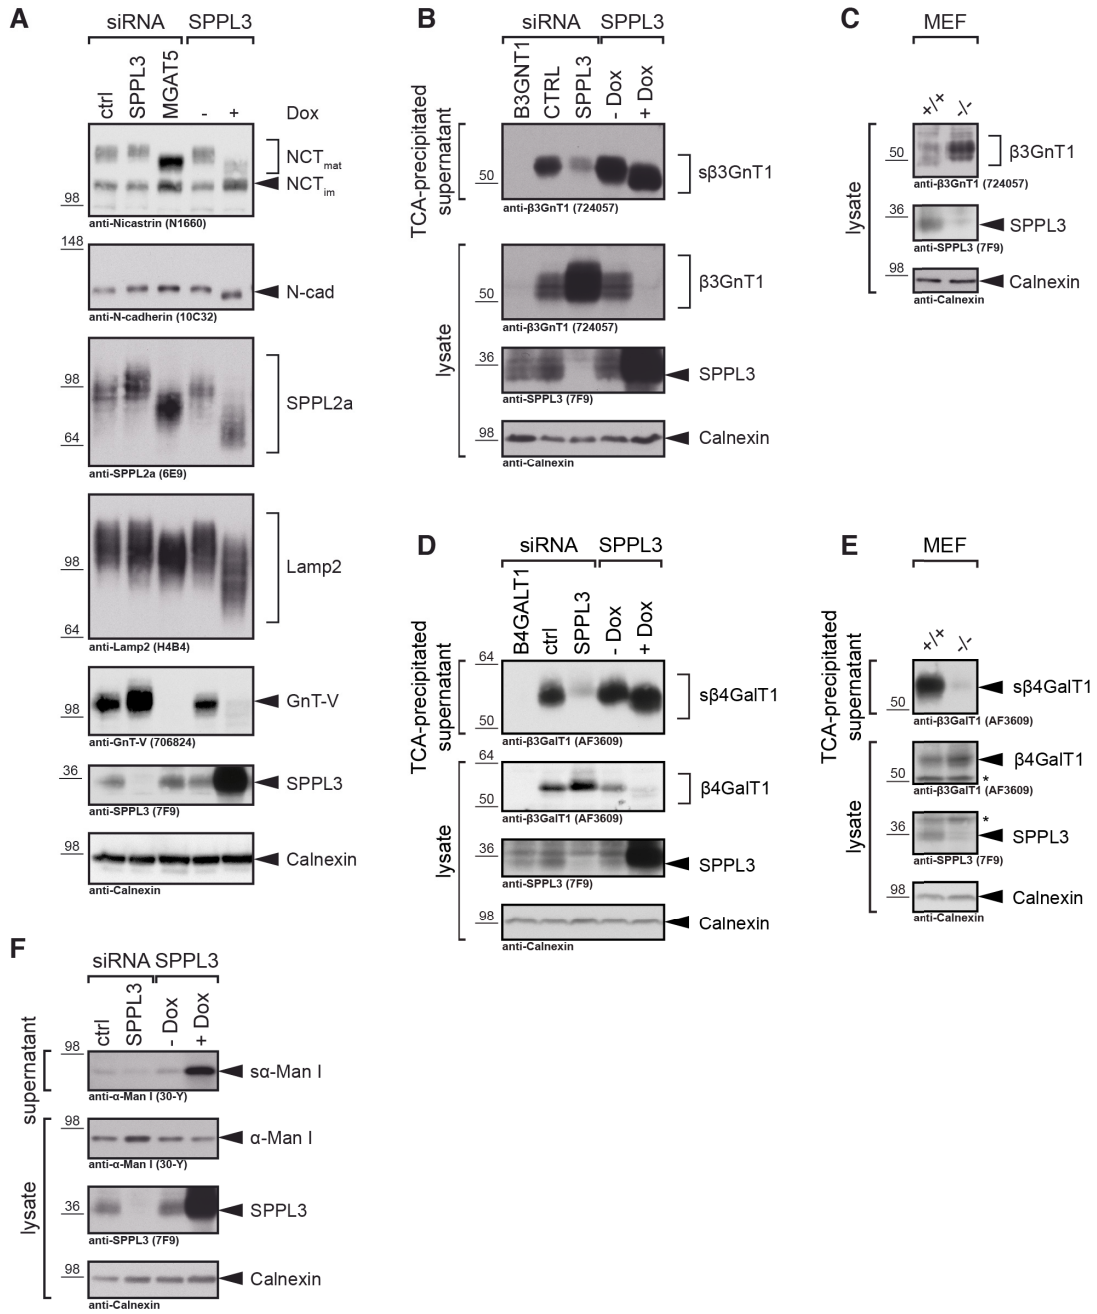 A
siRNA SPPL3
ctrl SPPL3 MGAT5 - + Dox
NCTmat
NCTim
98
anti-Nicastrin (N1660)
148
N-cad
anti-N-cadherin (10C32)
98
SPPL2a
64
anti-SPPL2a (6E9)
98
Lamp2
64
anti-Lamp2 (H4B4)
GnT-V
98
anti-GnT-V (706824)
36
SPPL3
anti-SPPL3 (7F9)
98
Calnexin
anti-Calnexin
B
siRNA SPPL3
B3GNT1 CTRL SPPL3 - Dox + Dox
TCA-precipitated
supernatant
50
sβ3GnT1
anti-β3GnT1 (724057)
lysate
β3GnT1
50
anti-β3GnT1 (724057)
36
SPPL3
anti-SPPL3 (7F9)
98
Calnexin
anti-Calnexin
C
MEF
+/+ -/-
lysate
50
β3GnT1
anti-β3GnT1 (724057)
36
SPPL3
anti-SPPL3 (7F9)
98
Calnexin
anti-Calnexin
D
siRNA SPPL3
B4GALT1 ctrl SPPL3 - Dox + Dox
TCA-precipitated
supernatant
64
sβ4GalT1
50
anti-β3GalT1 (AF3609)
lysate
64
β4GalT1
50
anti-β3GalT1 (AF3609)
36
SPPL3
anti-SPPL3 (7F9)
98
Calnexin
anti-Calnexin
E
MEF
+/+ -/-
TCA-precipitated
supernatant
sβ4GalT1
50
anti-β3GalT1 (AF3609)
lysate
β4GalT1
50
*
anti-β3GalT1 (AF3609)
*
36
SPPL3
anti-SPPL3 (7F9)
98
Calnexin
anti-Calnexin
F
siRNA SPPL3
ctrl SPPL3 - Dox + Dox
supernatant
98
sα-Man I
anti-α-Man I (30-Y)
lysate
98
α-Man I
anti-α-Man I (30-Y)
36
SPPL3
anti-SPPL3 (7F9)
98
Calnexin
anti-Calnexin